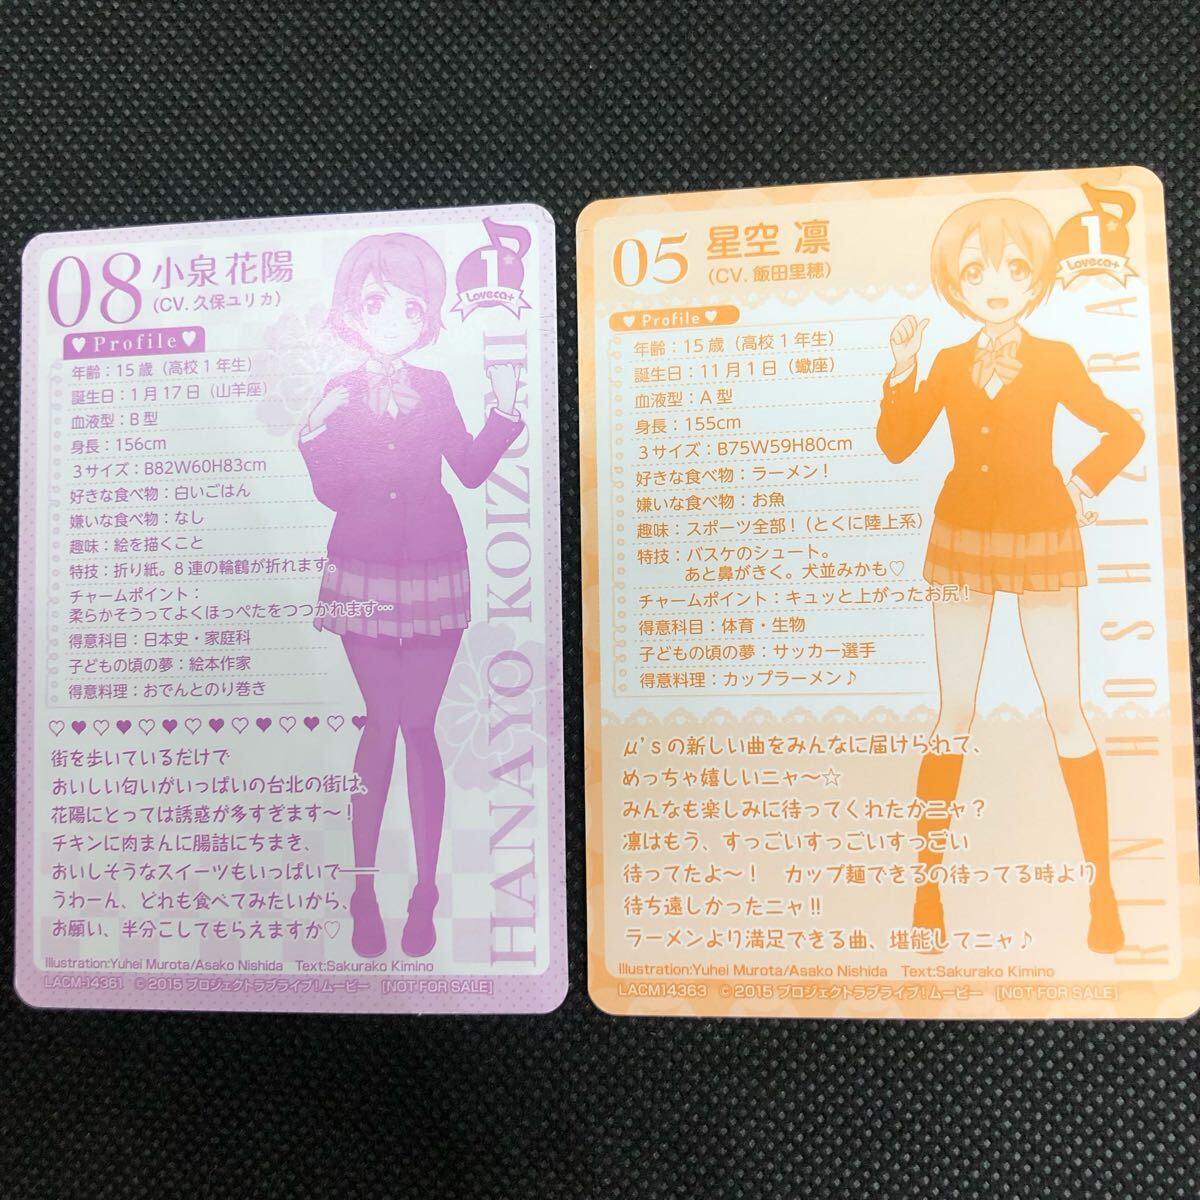 08 小泉 花陽
(CV. 久保ユリカ)
1
Loveca+
♥ Profile ♥
年齢：15歳（高校1年生）
誕生日：1月17日（山羊座）
血液型：B型
身長：156cm
3サイズ：B82W60H83cm
好きな食べ物：白いごはん
嫌いな食べ物：なし
趣味：絵を描くこと
特技：折り紙。8連の輪鶴が折れます。
チャームポイント：
柔らかそうってよくほっぺたをつつかれます…
得意科目：日本史・家庭科
子どもの頃の夢：絵本作家
得意料理：おでんとのり巻き
♡♥♡♥♡♥♡♥♡♥♡♥♡♥
街を歩いているだけで
おいしい匂いがいっぱいの台北の街は、
花陽にとっては誘惑が多すぎます～！
チキンに肉まんに腸詰にちまき、
おいしそうなスイーツもいっぱいで――
うわーん、どれも食べてみたいから、
お願い、半分こしてもらえますか♡
HANAYO KOIZUMI
Illustration:Yuhei Murota/Asako Nishida Text:Sakurako Kimino
LACM-14361 © 2015 プロジェクトラブライブ！ムービー [NOT FOR SALE]
05 星空 凛
(CV. 飯田里穂)
1
Loveca+
♥ Profile ♥
年齢：15歳（高校1年生）
誕生日：11月1日（蠍座）
血液型：A型
身長：155cm
3サイズ：B75W59H80cm
好きな食べ物：ラーメン！
嫌いな食べ物：お魚
趣味：スポーツ全部！（とくに陸上系）
特技：バスケのシュート。
あと鼻がきく。犬並みかも♡
チャームポイント：キュッと上がったお尻！
得意科目：体育・生物
子どもの頃の夢：サッカー選手
得意料理：カップラーメン♪
μ'sの新しい曲をみんなに届けられて、
めっちゃ嬉しいニャ～☆
みんなも楽しみに待ってくれたかニャ？
凛はもう、すっごいすっごいすっごい
待ってたよ～！　カップ麺できるの待ってる時より
待ち遠しかったニャ!!
ラーメンより満足できる曲、堪能してニャ♪
RIN HOSHIZORA
Illustration:Yuhei Murota/Asako Nishida Text:Sakurako Kimino
LACM14363 © 2015 プロジェクトラブライブ！ムービー [NOT FOR SALE]